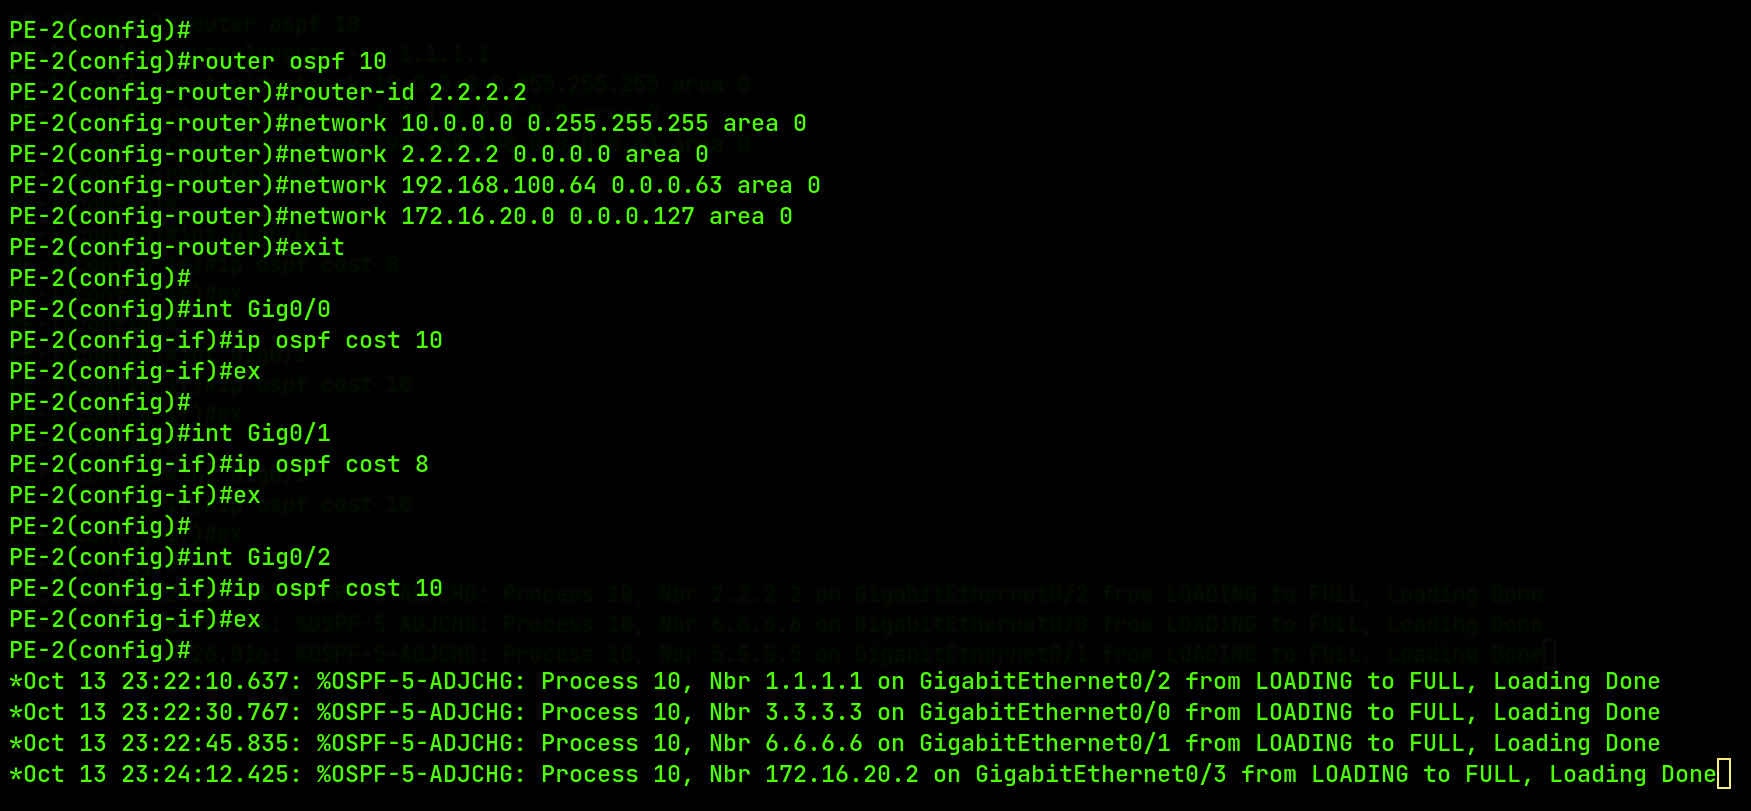 PE-2(config)#
PE-2(config)#router ospf 10
PE-2(config-router)#router-id 2.2.2.2
PE-2(config-router)#network 10.0.0.0 0.255.255.255 area 0
PE-2(config-router)#network 2.2.2.2 0.0.0.0 area 0
PE-2(config-router)#network 192.168.100.64 0.0.0.63 area 0
PE-2(config-router)#network 172.16.20.0 0.0.0.127 area 0
PE-2(config-router)#exit
PE-2(config)#
PE-2(config)#int Gig0/0
PE-2(config-if)#ip ospf cost 10
PE-2(config-if)#ex
PE-2(config)#
PE-2(config)#int Gig0/1
PE-2(config-if)#ip ospf cost 8
PE-2(config-if)#ex
PE-2(config)#
PE-2(config)#int Gig0/2
PE-2(config-if)#ip ospf cost 10
PE-2(config-if)#ex
PE-2(config)#
*Oct 13 23:22:10.637: %OSPF-5-ADJCHG: Process 10, Nbr 1.1.1.1 on GigabitEthernet0/2 from LOADING to FULL, Loading Done
*Oct 13 23:22:30.767: %OSPF-5-ADJCHG: Process 10, Nbr 3.3.3.3 on GigabitEthernet0/0 from LOADING to FULL, Loading Done
*Oct 13 23:22:45.835: %OSPF-5-ADJCHG: Process 10, Nbr 6.6.6.6 on GigabitEthernet0/1 from LOADING to FULL, Loading Done
*Oct 13 23:24:12.425: %OSPF-5-ADJCHG: Process 10, Nbr 172.16.20.2 on GigabitEthernet0/3 from LOADING to FULL, Loading Done